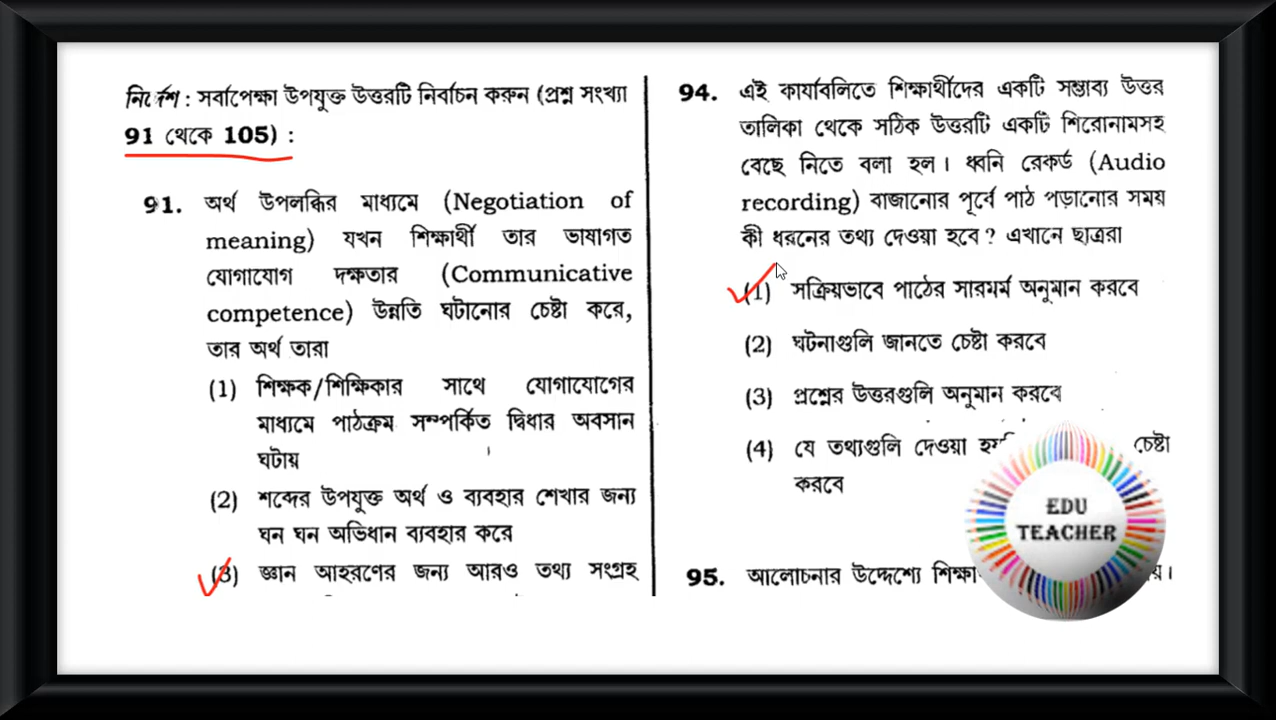 নির্দেশ : সর্বাপেক্ষা উপযুক্ত উত্তরটি নির্বাচন করুন (প্রশ্ন সংখ্যা
91 থেকে 105) :
91. অর্থ উপলব্ধির মাধ্যমে (Negotiation of
meaning) যখন শিক্ষার্থী তার ভাষাগত
যোগাযোগ দক্ষতার (Communicative
competence) উন্নতি ঘটানোর চেষ্টা করে,
তার অর্থ তারা
(1) শিক্ষক/শিক্ষিকার সাথে যোগাযোগের
মাধ্যমে পাঠক্রম সম্পর্কিত দ্বিধার অবসান
ঘটায়
(2) শব্দের উপযুক্ত অর্থ ও ব্যবহার শেখার জন্য
ঘন ঘন অভিধান ব্যবহার করে
(3) জ্ঞান আহরণের জন্য আরও তথ্য সংগ্রহ
94. এই কার্যাবলিতে শিক্ষার্থীদের একটি সম্ভাব্য উত্তর
তালিকা থেকে সঠিক উত্তরটি একটি শিরোনামসহ
বেছে নিতে বলা হল। ধ্বনি রেকর্ড (Audio
recording) বাজানোর পূর্বে পাঠ পড়ানোর সময়
কী ধরনের তথ্য দেওয়া হবে? এখানে ছাত্ররা
(1) সক্রিয়ভাবে পাঠের সারমর্ম অনুমান করবে
(2) ঘটনাগুলি জানতে চেষ্টা করবে
(3) প্রশ্নের উত্তরগুলি অনুমান করবে
(4) যে তথ্যগুলি দেওয়া চেষ্টা
করবে
95. আলোচনার উদ্দেশ্যে
EDU
TEACHER